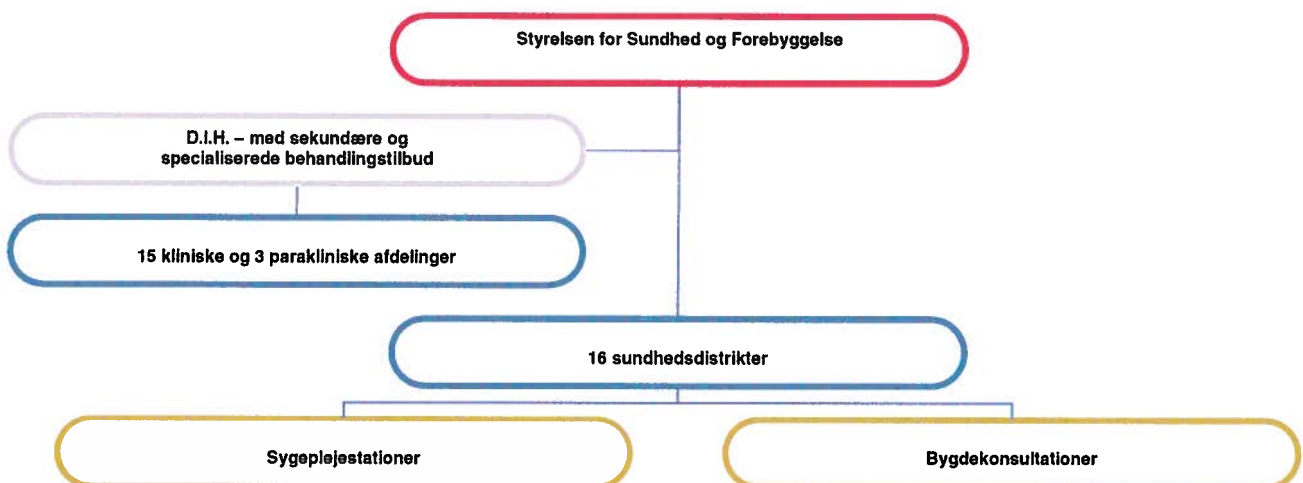 Styrelsen for Sundhed og Forebyggelse
D.I.H. – med sekundære og
specialiserede behandlingstilbud
15 kliniske og 3 parakliniske afdelinger
16 sundhedsdistrikter
Sygeplejestationer
Bygdekonsultationer